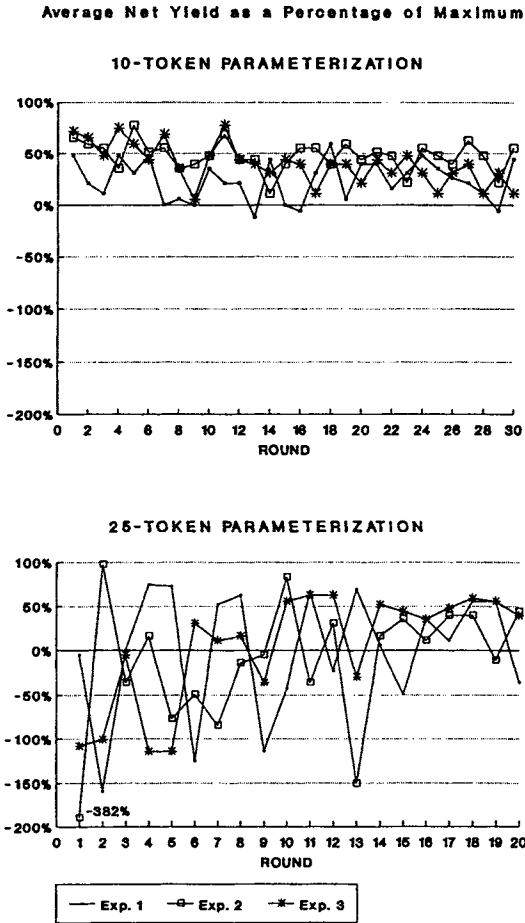 Average Net Yield as a Percentage of Maximum
10-TOKEN PARAMETERIZATION
100%
50%
0%
-50%
-100%
-150%
-200%
0 2 4 6 8 10 12 14 16 18 20 22 24 26 28 30
ROUND
25-TOKEN PARAMETERIZATION
100%
50%
0%
-50%
-100%
-150%
-382%
-200%
0 1 2 3 4 5 6 7 8 9 10 11 12 13 14 15 16 17 18 19 20
ROUND
Exp. 1 Exp. 2 Exp. 3